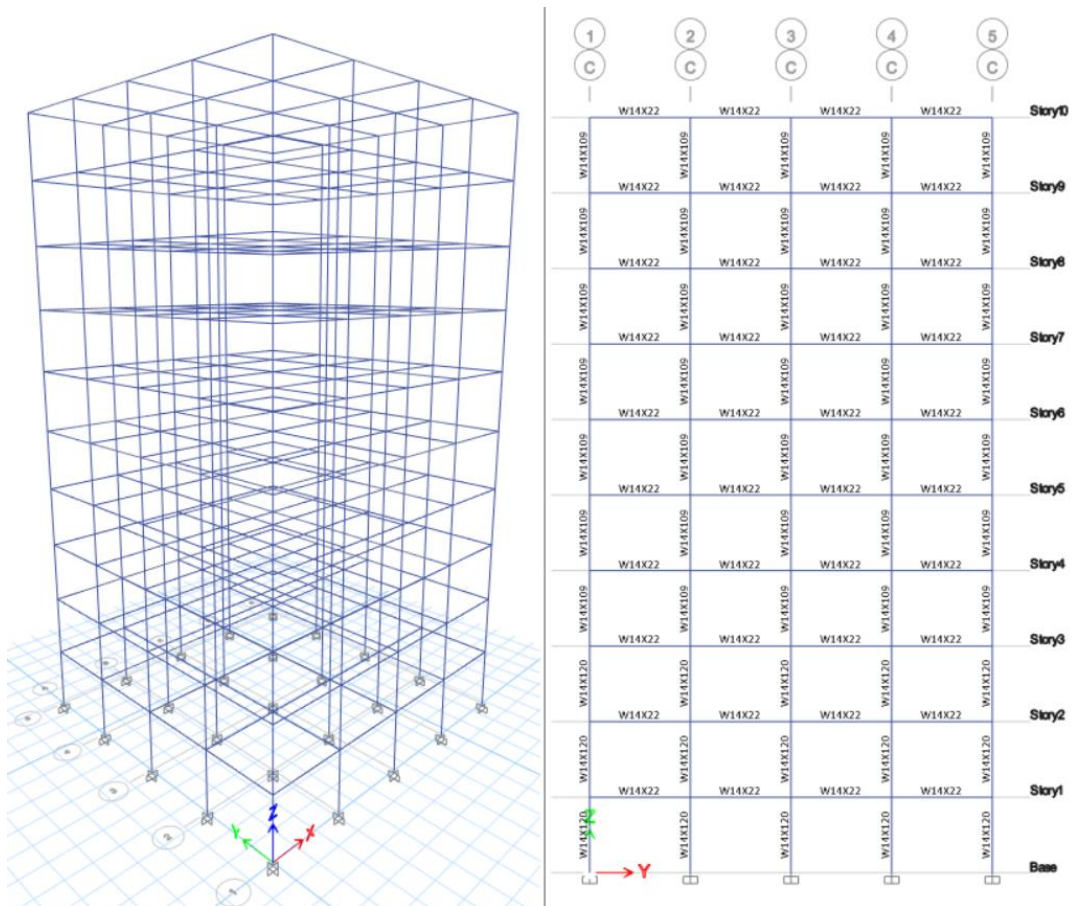 1 2 3 4 5
C C C C C
W14X22 W14X22 W14X22 W14X22 Story10
W14X109 W14X109 W14X109 W14X109 W14X109
W14X22 W14X22 W14X22 W14X22 Story9
W14X109 W14X109 W14X109 W14X109 W14X109
W14X22 W14X22 W14X22 W14X22 Story8
W14X109 W14X109 W14X109 W14X109 W14X109
W14X22 W14X22 W14X22 W14X22 Story7
W14X109 W14X109 W14X109 W14X109 W14X109
W14X22 W14X22 W14X22 W14X22 Story6
W14X109 W14X109 W14X109 W14X109 W14X109
W14X22 W14X22 W14X22 W14X22 Story5
W14X109 W14X109 W14X109 W14X109 W14X109
W14X22 W14X22 W14X22 W14X22 Story4
W14X109 W14X109 W14X109 W14X109 W14X109
W14X22 W14X22 W14X22 W14X22 Story3
W14X120 W14X120 W14X120 W14X120 W14X120
W14X22 W14X22 W14X22 W14X22 Story2
W14X120 W14X120 W14X120 W14X120 W14X120
W14X22 W14X22 W14X22 W14X22 Story1
W14X120 W14X120 W14X120 W14X120 W14X120
Z
Y
Base
Z
Y X